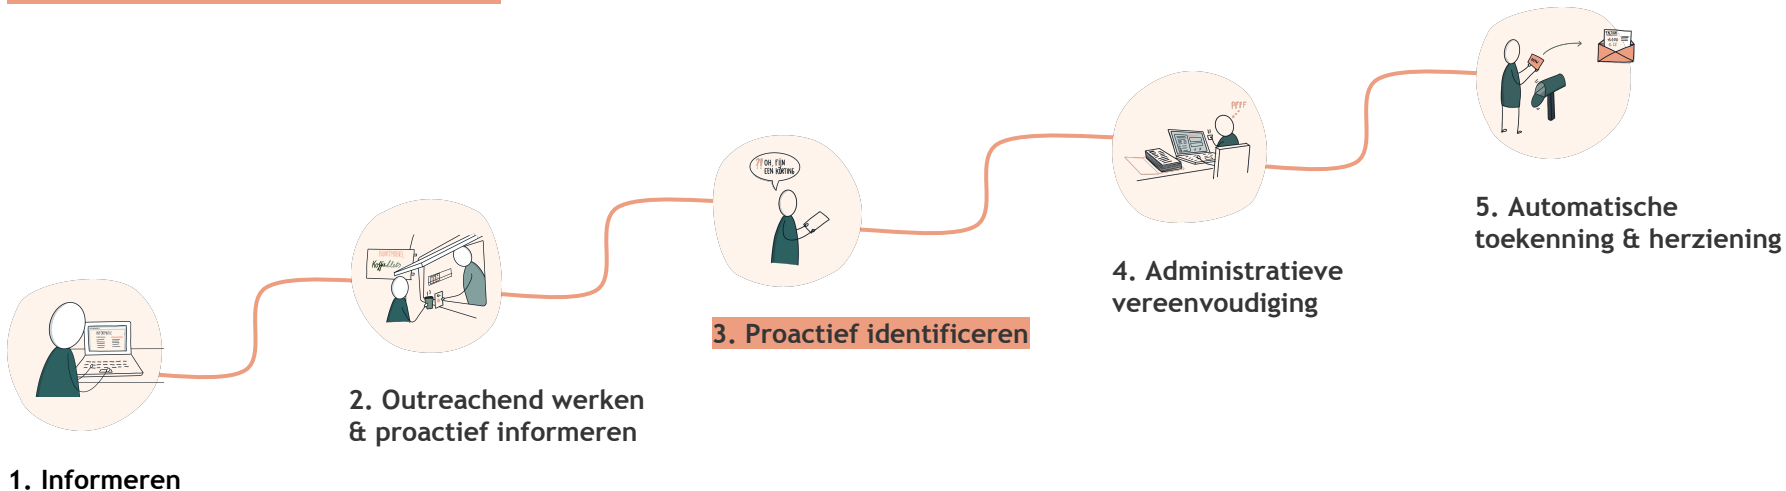 1. Informeren
2. Outreachend werken
& proactief informeren
?? OH, FIJN
EEN KORTING
3. Proactief identificeren
PFFF
4. Administratieve
vereenvoudiging
5. Automatische
toekenning & herziening